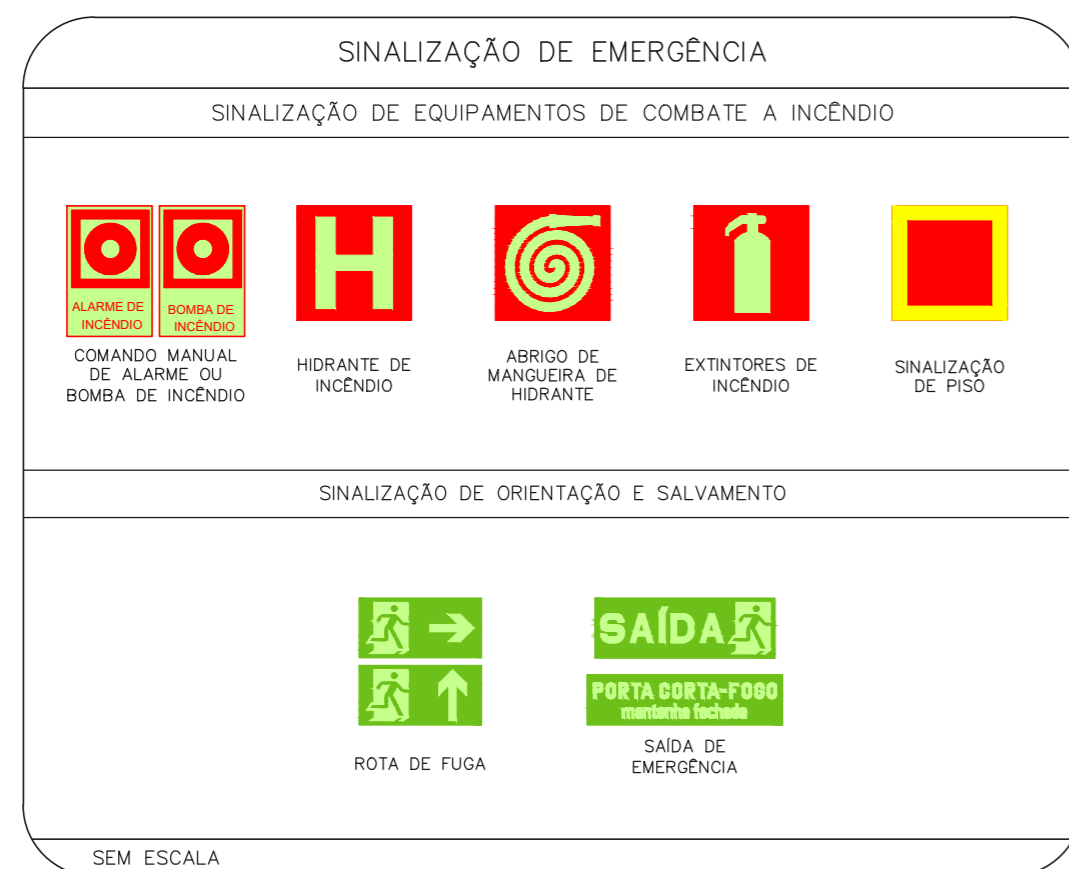 SINALIZAÇÃO DE EMERGÊNCIA
SINALIZAÇÃO DE EQUIPAMENTOS DE COMBATE A INCÊNDIO
ALARME DE
INCÊNDIO
BOMBA DE
INCÊNDIO
H
COMANDO MANUAL
DE ALARME OU
BOMBA DE INCÊNDIO
HIDRANTE DE
INCÊNDIO
ABRIGO DE
MANGUEIRA DE
HIDRANTE
EXTINTORES DE
INCÊNDIO
SINALIZAÇÃO
DE PISO
SINALIZAÇÃO DE ORIENTAÇÃO E SALVAMENTO
SAÍDA
PORTA CORTA-FOGO
mantenha fechada
ROTA DE FUGA
SAÍDA DE
EMERGÊNCIA
SEM ESCALA